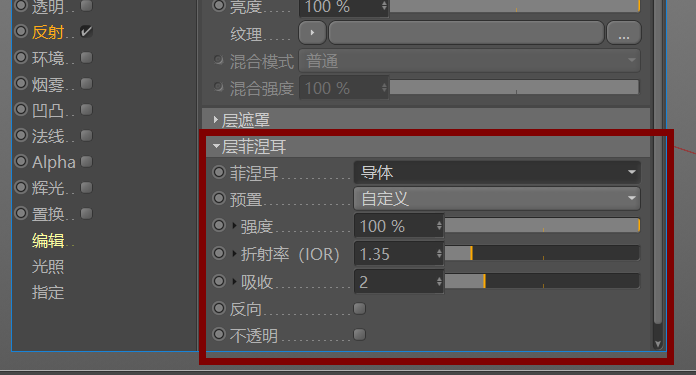 透明
反射
环境
烟雾
凹凸
法线
Alpha
辉光
置换
编辑
光照
指定
亮度 100 %
纹理 ...
混合模式 普通
混合强度 100 %
层遮罩
层菲涅耳
菲涅耳 导体
预置 自定义
强度 100 %
折射率（IOR） 1.35
吸收 2
反向
不透明